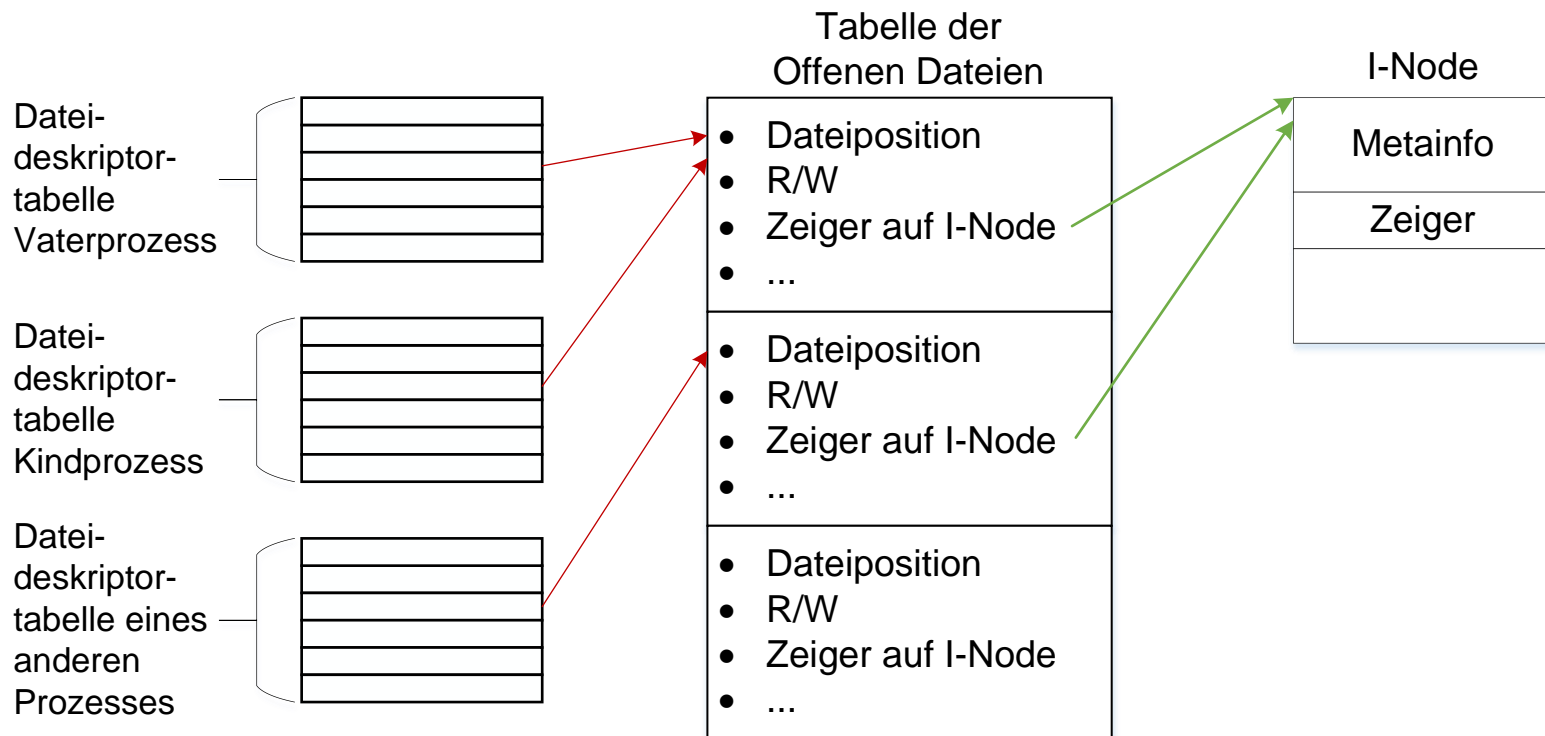 Tabelle der
Offenen Dateien
I-Node
Datei-
deskriptor-
tabelle
Vaterprozess
• Dateiposition
• R/W
• Zeiger auf I-Node
• ...
Metainfo
Zeiger
Datei-
deskriptor-
tabelle
Kindprozess
• Dateiposition
• R/W
• Zeiger auf I-Node
• ...
Datei-
deskriptor-
tabelle eines
anderen
Prozesses
• Dateiposition
• R/W
• Zeiger auf I-Node
• ...